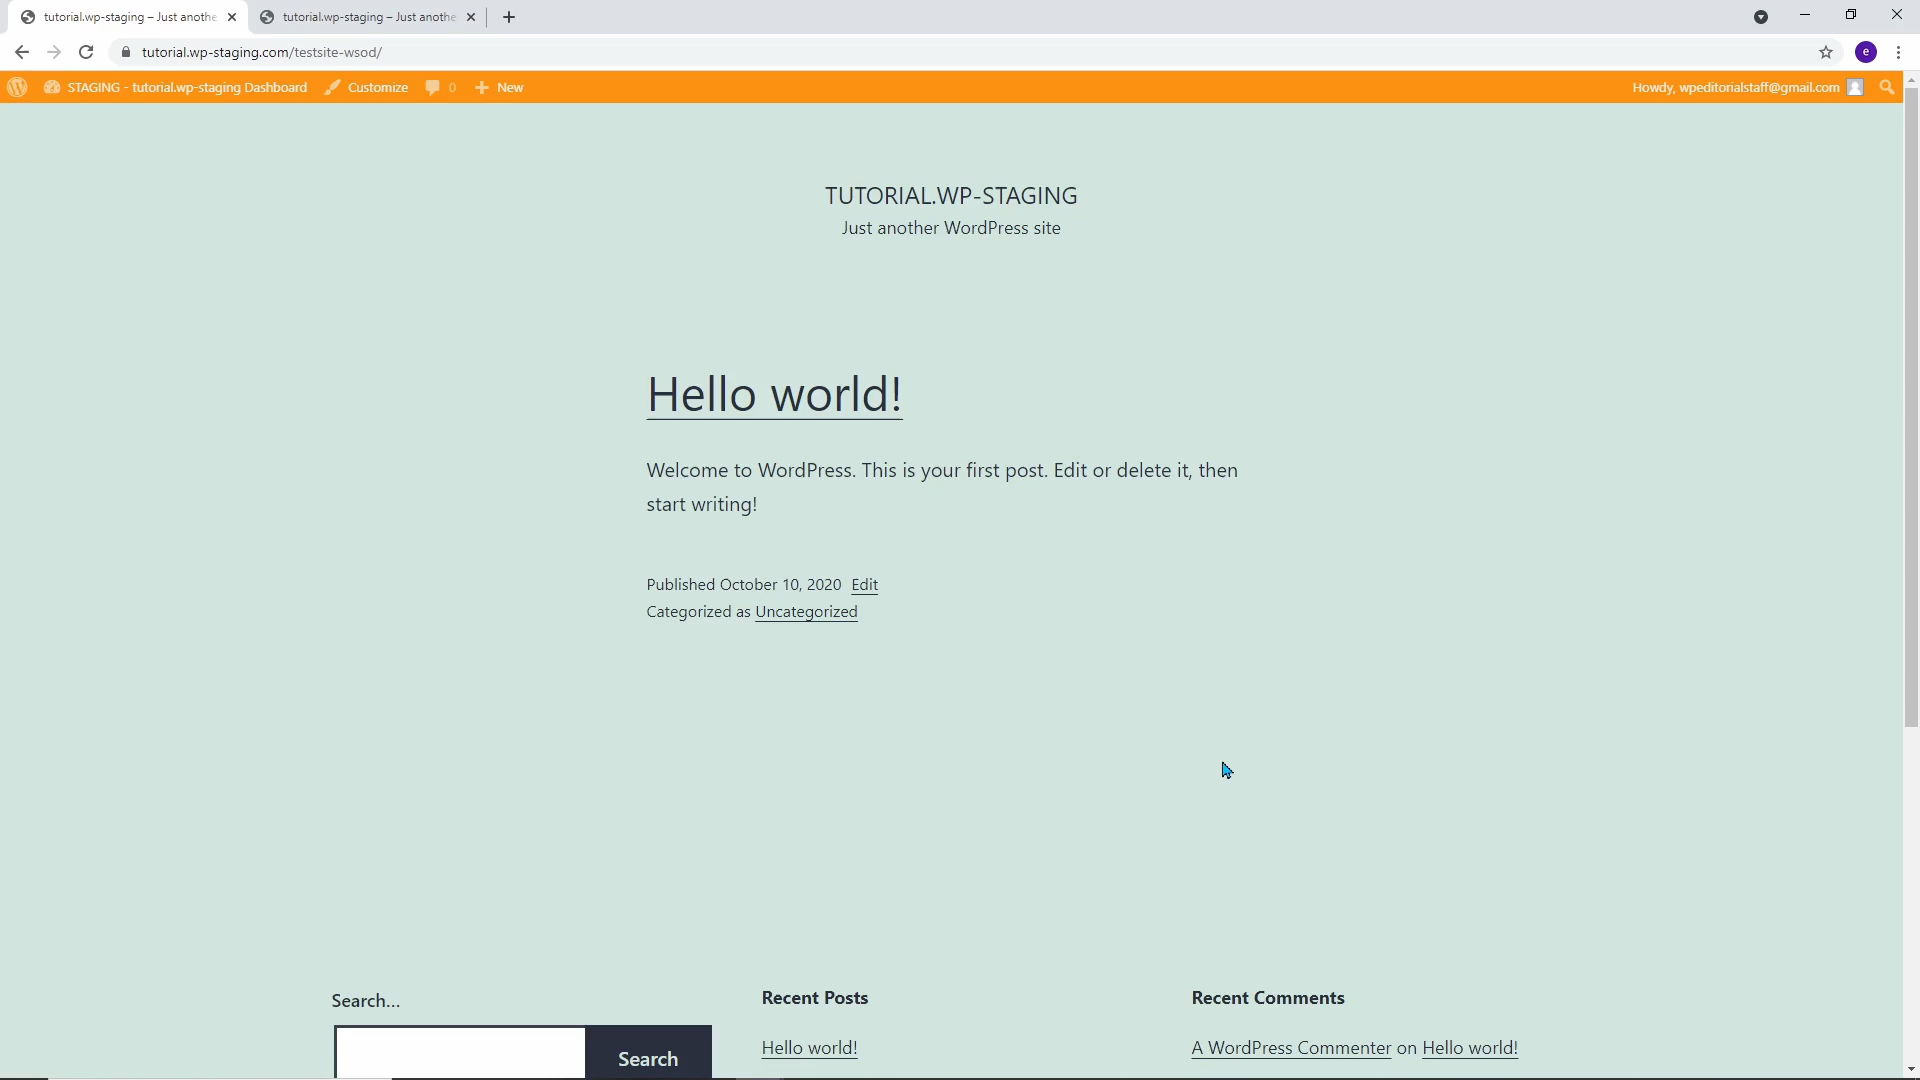 tutorial.wp-staging – Just anothe
tutorial.wp-staging – Just anothe
tutorial.wp-staging.com/testsite-wsod/
e
STAGING - tutorial.wp-staging Dashboard
Customize
0
New
Howdy, wpeditorialstaff@gmail.com
TUTORIAL.WP-STAGING
Just another WordPress site
Hello world!
Welcome to WordPress. This is your first post. Edit or delete it, then
start writing!
Published October 10, 2020 Edit
Categorized as Uncategorized
Search…
Search
Recent Posts
Hello world!
Recent Comments
A WordPress Commenter on Hello world!